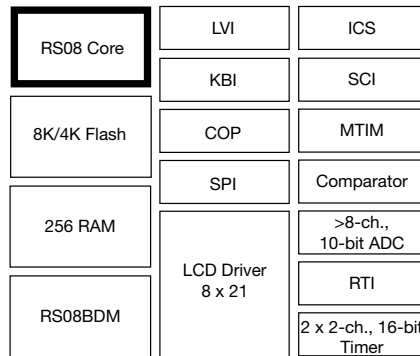 RS08 Core
8K/4K Flash
256 RAM
RS08BDM
LVI
KBI
COP
SPI
LCD Driver
8 x 21
ICS
SCI
MTIM
Comparator
>8-ch.,
10-bit ADC
RTI
2 x 2-ch., 16-bit
Timer